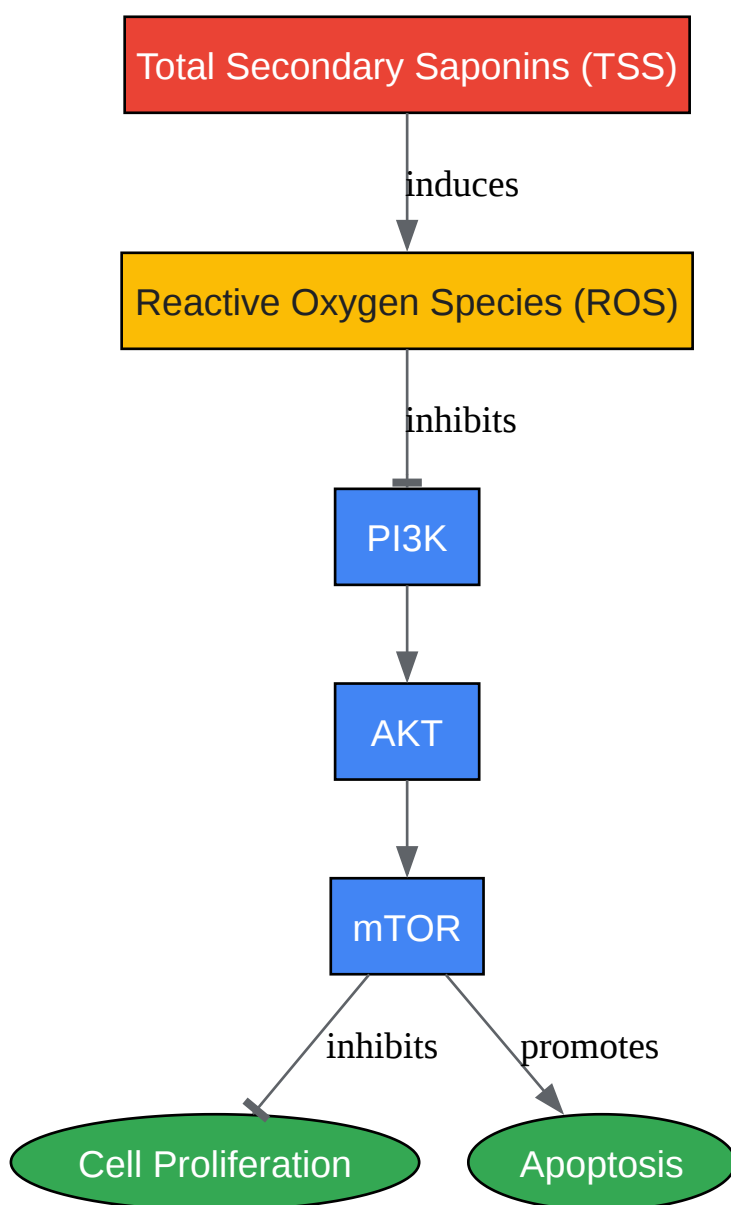 Total Secondary Saponins (TSS)
induces
Reactive Oxygen Species (ROS)
inhibits
PI3K
AKT
mTOR
inhibits
promotes
Cell Proliferation
Apoptosis